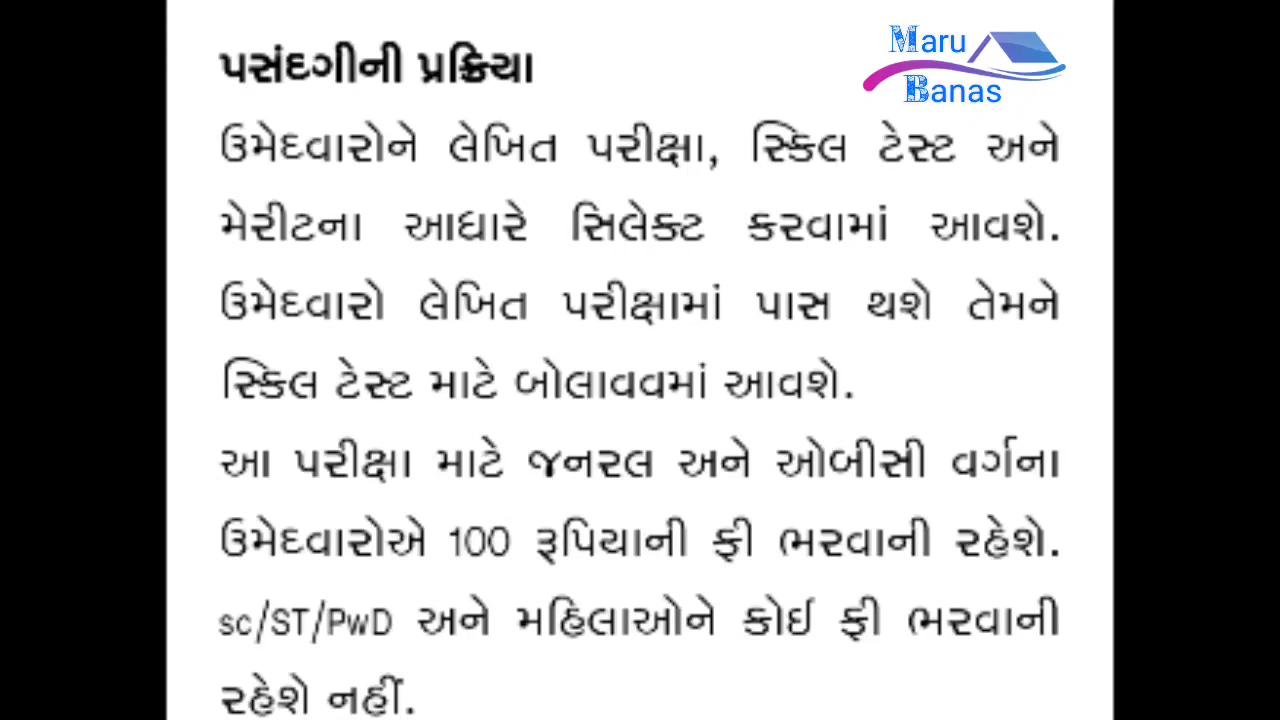 Maru
Banas
પસંદગીની પ્રક્રિયા
ઉમેદવારોને લેખિત પરીક્ષા, સ્કિલ ટેસ્ટ અને
મેરીટના આધારે સિલેક્ટ કરવામાં આવશે.
ઉમેદવારો લેખિત પરીક્ષામાં પાસ થશે તેમને
સ્કિલ ટેસ્ટ માટે બોલાવવમાં આવશે.
આ પરીક્ષા માટે જનરલ અને ઓબીસી વર્ગના
ઉમેદવારોએ 100 રૂપિયાની ફી ભરવાની રહેશે.
sc/ST/PwD અને મહિલાઓને કોઈ ફી ભરવાની
રહેશે નહીં.